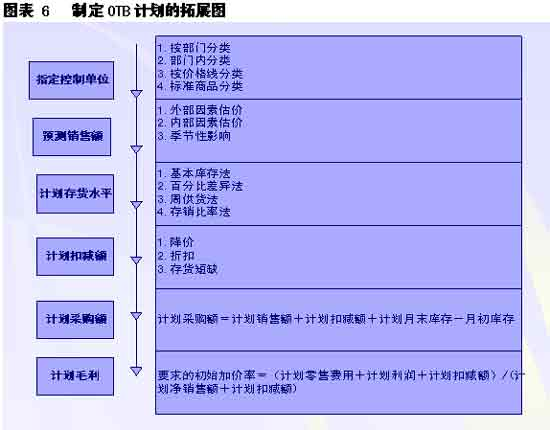 图表 6 制定 OTB 计划的拓展图
指定控制单位
1. 按部门分类
2. 部门内分类
3. 按价格线分类
4. 标准商品分类
预测销售额
1. 外部因素估价
2. 内部因素估价
3. 季节性影响
计划存货水平
1. 基本库存法
2. 百分比差异法
3. 周供货法
4. 存销比率法
计划扣减额
1. 降价
2. 折扣
3. 存货短缺
计划采购额
计划采购额＝计划销售额＋计划扣减额＋计划月末库存－月初库存
计划毛利
要求的初始加价率＝（计划零售费用＋计划利润＋计划扣减额）/(计
划净销售额＋计划扣减额）